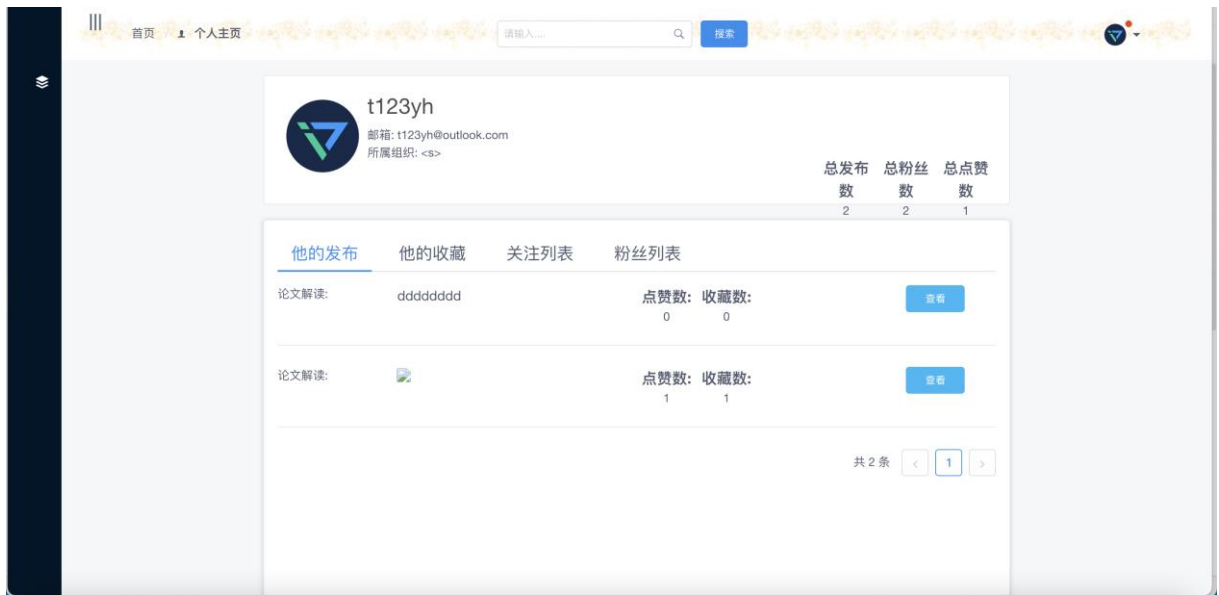 首页 个人主页 请输入.... 搜索
t123yh
邮箱: t123yh@outlook.com
所属组织: <s>
总发布数 总粉丝数 总点赞数
2 2 1
他的发布 他的收藏 关注列表 粉丝列表
论文解读: dddddddd 点赞数: 收藏数: 查看
0 0
论文解读: 点赞数: 收藏数: 查看
1 1
共 2 条 < 1 >